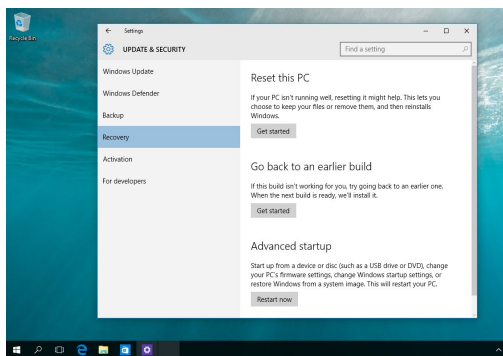 Recycle Bin
Settings
UPDATE & SECURITY
Find a setting
Windows Update
Windows Defender
Backup
Recovery
Activation
For developers
Reset this PC
If your PC isn't running well, resetting it might help. This lets you
choose to keep your files or remove them, and then reinstalls
Windows.
Get started
Go back to an earlier build
If this build isn't working for you, try going back to an earlier one.
When the next build is ready, we'll install it.
Get started
Advanced startup
Start up from a device or disc (such as a USB drive or DVD), change
your PC's firmware settings, change Windows startup settings, or
restore Windows from a system image. This will restart your PC.
Restart now